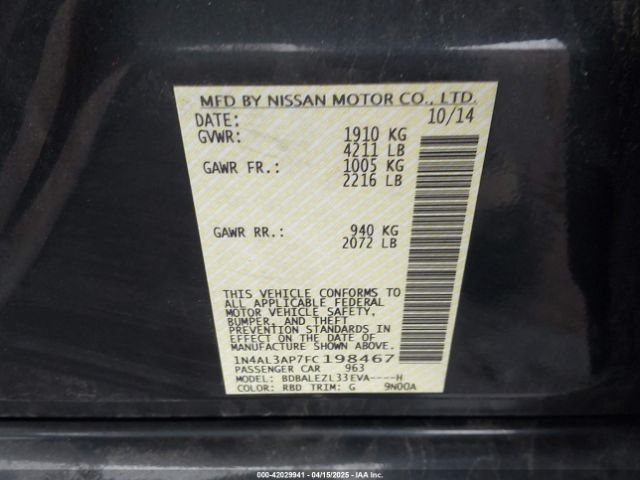 MFD BY NISSAN MOTOR CO., LTD.
DATE: 10/14
GVWR: 1910 KG
4211 LB
GAWR FR.: 1005 KG
2216 LB
GAWR RR.: 940 KG
2072 LB
THIS VEHICLE CONFORMS TO
ALL APPLICABLE FEDERAL
MOTOR VEHICLE SAFETY,
BUMPER, AND THEFT
PREVENTION STANDARDS IN
EFFECT ON THE DATE OF
MANUFACTURE SHOWN ABOVE.
1N4AL3AP7FC198467
PASSENGER CAR 963
MODEL: BDBALEZL33EVA----H
COLOR: RBD TRIM: G 9N00A
000-42029941 - 04/15/2025 - IAA Inc.